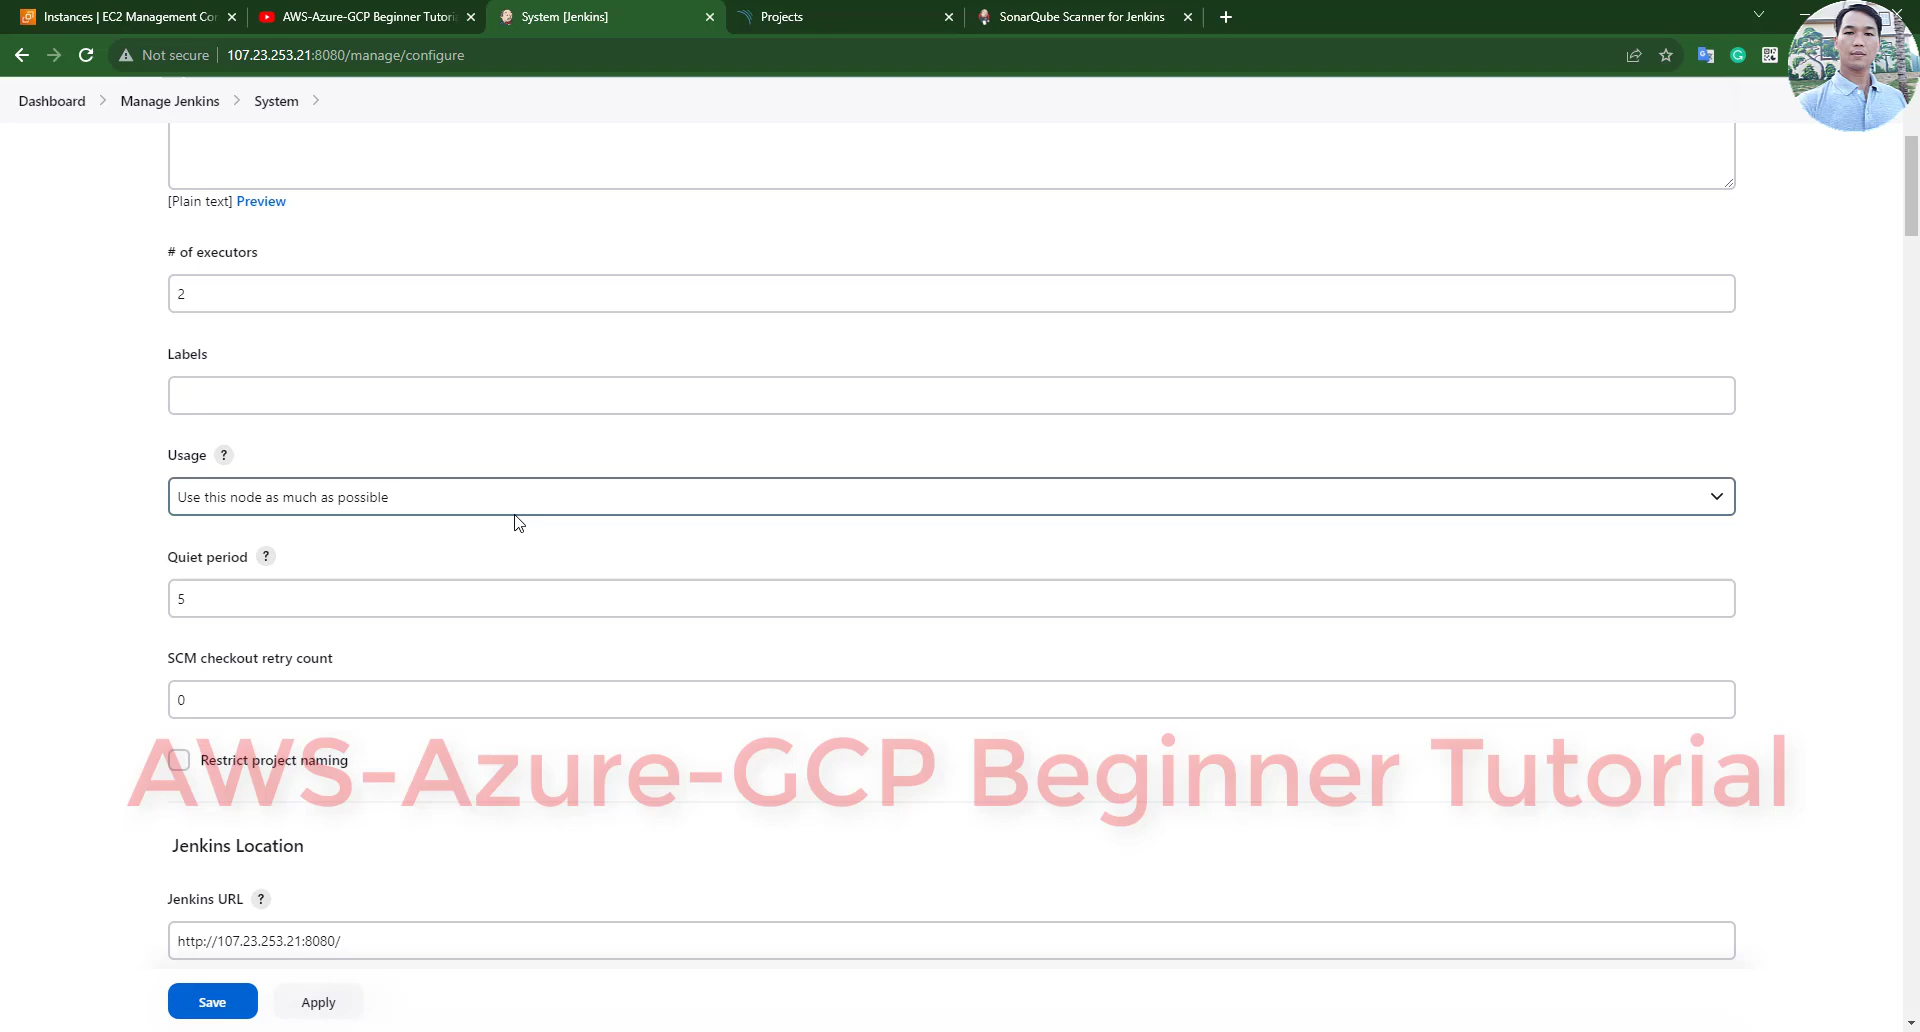 Instances | EC2 Management Cor
AWS-Azure-GCP Beginner Tutoria
System [Jenkins]
Projects
SonarQube Scanner for Jenkins
Not secure
107.23.253.21:8080/manage/configure
Dashboard
Manage Jenkins
System
[Plain text] Preview
# of executors
2
Labels
Usage ?
Use this node as much as possible
Quiet period ?
5
SCM checkout retry count
0
Restrict project naming
AWS-Azure-GCP Beginner Tutorial
Jenkins Location
Jenkins URL ?
http://107.23.253.21:8080/
Save
Apply